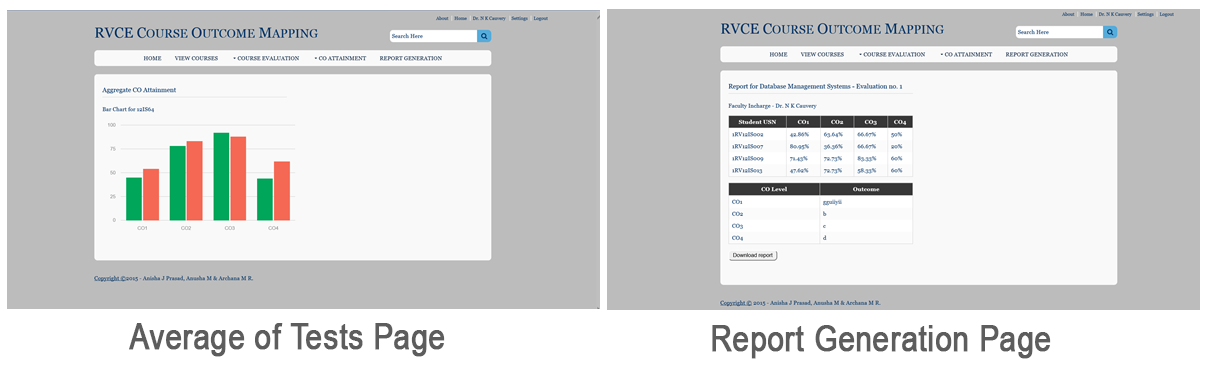 About | Home | Dr. N K Cauvery | Settings | Logout
RVCE COURSE OUTCOME MAPPING
Search Here
HOME VIEW COURSES COURSE EVALUATION CO ATTAINMENT REPORT GENERATION
Aggregate CO Attainment
Bar Chart for 12IS64
100
75
50
25
0
CO1 CO2 CO3 CO4
Copyright ©2015 - Anisha J Prasad, Anusha M & Archana M R.
Average of Tests Page
About | Home | Dr. N K Cauvery | Settings | Logout
RVCE COURSE OUTCOME MAPPING
Search Here
HOME VIEW COURSES COURSE EVALUATION CO ATTAINMENT REPORT GENERATION
Report for Database Management Systems - Evaluation no. 1
Faculty Incharge - Dr. N K Cauvery
Student USN CO1 CO2 CO3 CO4
1RV12IS002 42.86% 63.64% 66.67% 50%
1RV12IS007 80.95% 36.36% 66.67% 20%
1RV12IS009 71.43% 72.73% 83.33% 60%
1RV12IS013 47.62% 72.73% 58.33% 60%
CO Level Outcome
CO1 gguiiyii
CO2 b
CO3 c
CO4 d
Download report
Copyright © 2015 - Anisha J Prasad, Anusha M & Archana M R.
Report Generation Page